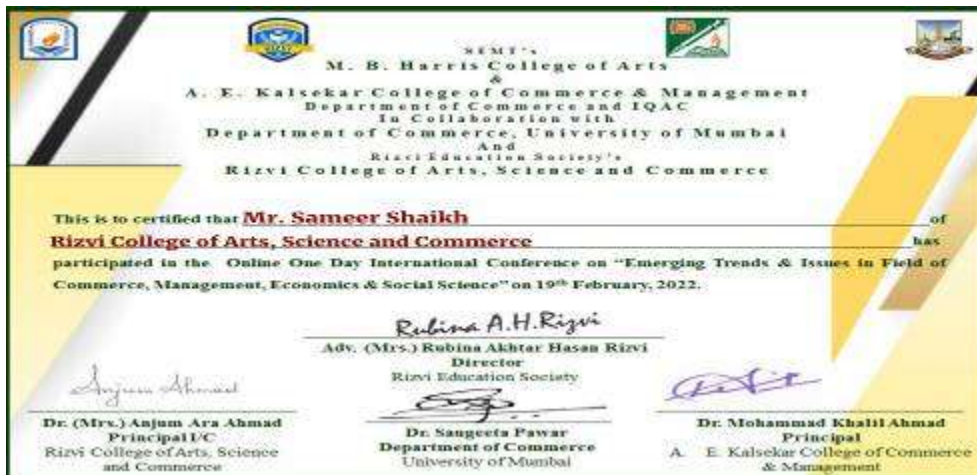 SEMT's
M. B. Harris College of Arts
&
A. E. Kalsekar College of Commerce & Management
Department of Commerce and IQAC
In Collaboration with
Department of Commerce, University of Mumbai
And
Rizvi Education Society's
Rizvi College of Arts, Science and Commerce
This is to certified that Mr. Sameer Shaikh of
Rizvi College of Arts, Science and Commerce has
participated in the Online One Day International Conference on “Emerging Trends & Issues in Field of
Commerce, Management, Economics & Social Science” on 19th February, 2022.
Rubina A.H.Rizvi
Adv. (Mrs.) Rubina Akhtar Hasan Rizvi
Director
Rizvi Education Society
Anjum Ahmad
Dr. (Mrs.) Anjum Ara Ahmad
Principal I/C
Rizvi College of Arts, Science
and Commerce
Dr. Sangeeta Pawar
Department of Commerce
University of Mumbai
Dr. Mohammad Khalil Ahmad
Principal
A. E. Kalsekar College of Commerce
& Management